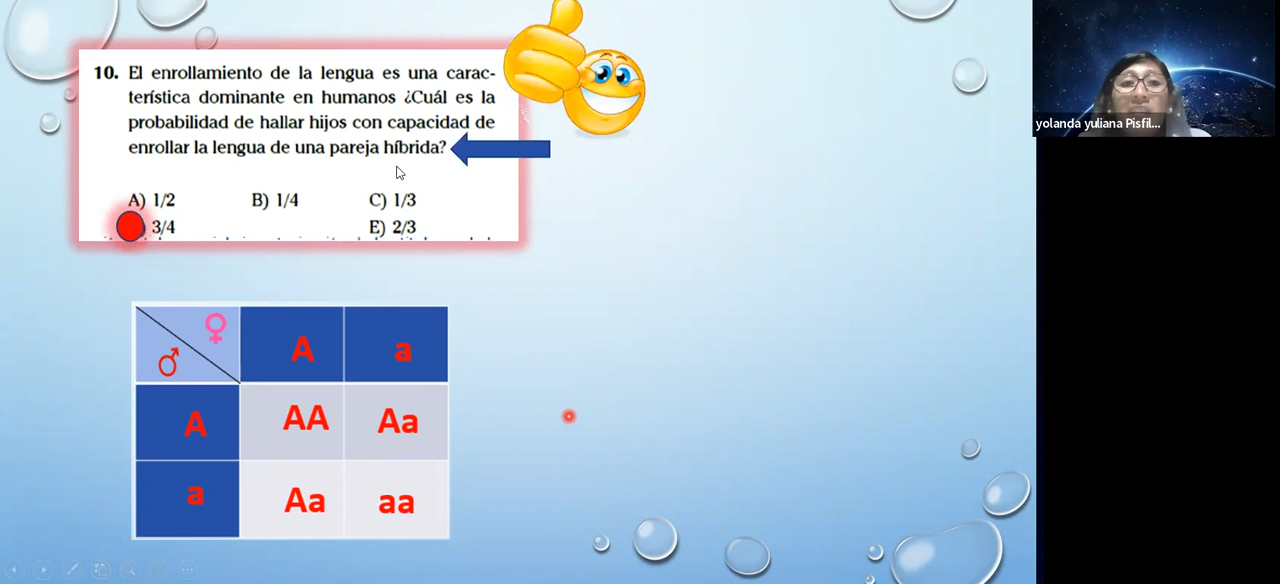 10. El enrollamiento de la lengua es una carac-
terística dominante en humanos ¿Cuál es la
probabilidad de hallar hijos con capacidad de
enrollar la lengua de una pareja híbrida?
A) 1/2 B) 1/4 C) 1/3
3/4 E) 2/3
yolanda yuliana Pisfil...
♀ A a
♂
A AA Aa
a Aa aa